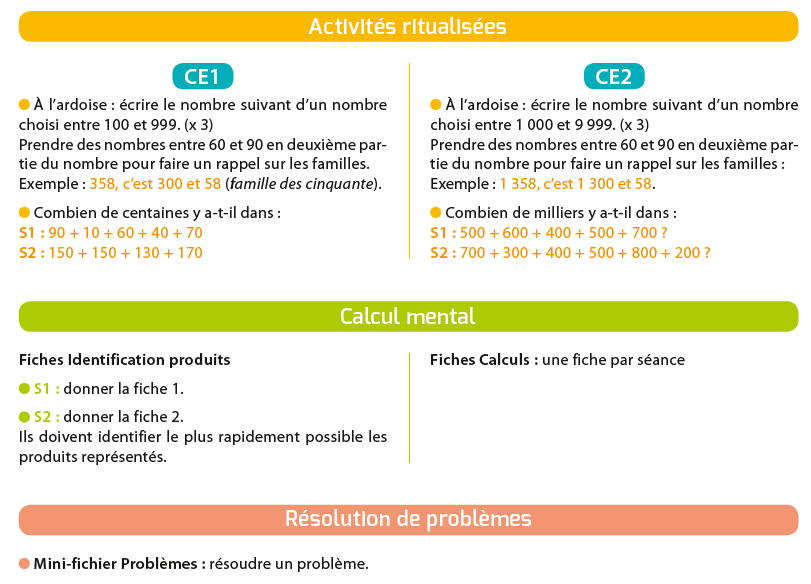 Activités ritualisées
CE1
● À l'ardoise : écrire le nombre suivant d'un nombre
choisi entre 100 et 999. (x 3)
Prendre des nombres entre 60 et 90 en deuxième par-
tie du nombre pour faire un rappel sur les familles.
Exemple : 358, c'est 300 et 58 (famille des cinquante).
● Combien de centaines y a-t-il dans :
S1 : 90 + 10 + 60 + 40 + 70
S2 : 150 + 150 + 130 + 170
CE2
● À l'ardoise : écrire le nombre suivant d'un nombre
choisi entre 1 000 et 9 999. (x 3)
Prendre des nombres entre 60 et 90 en deuxième par-
tie du nombre pour faire un rappel sur les familles :
Exemple : 1 358, c'est 1 300 et 58.
● Combien de milliers y a-t-il dans :
S1 : 500 + 600 + 400 + 500 + 700 ?
S2 : 700 + 300 + 400 + 500 + 800 + 200 ?
Calcul mental
Fiches Identification produits
● S1 : donner la fiche 1.
● S2 : donner la fiche 2.
Ils doivent identifier le plus rapidement possible les
produits représentés.
Fiches Calculs : une fiche par séance
Résolution de problèmes
● Mini-fichier Problèmes : résoudre un problème.